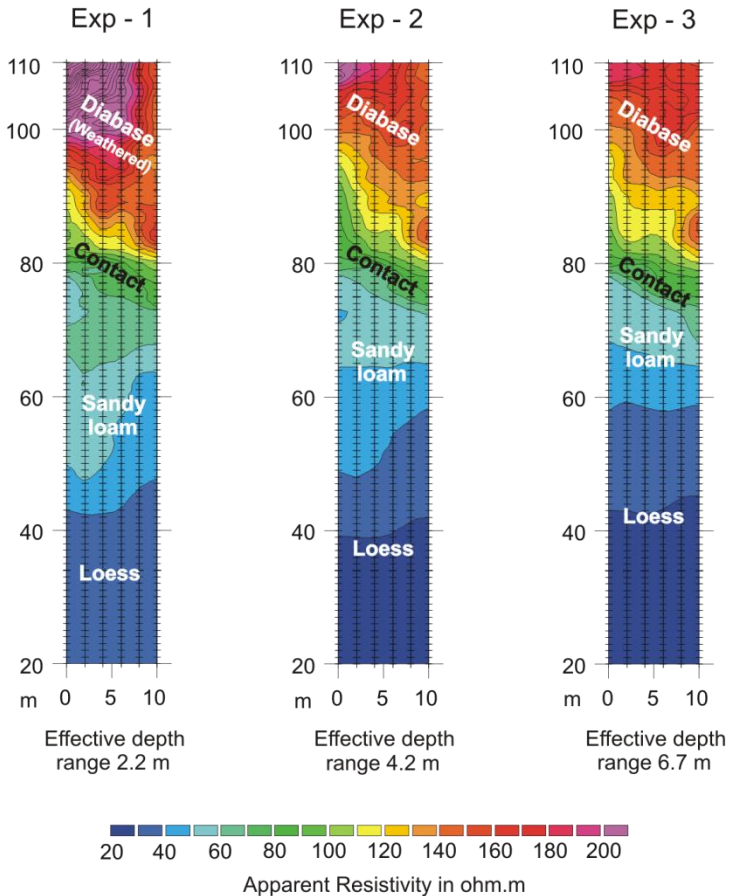 Exp - 1
Exp - 2
Exp - 3
110
100
80
60
40
20
m
0
5
10
Diabase
(Weathered)
Contact
Sandy
loam
Loess
Effective depth
range 2.2 m
110
100
80
60
40
20
m
0
5
10
Diabase
Contact
Sandy
loam
Loess
Effective depth
range 4.2 m
110
100
80
60
40
20
m
0
5
10
Diabase
Contact
Sandy
loam
Loess
Effective depth
range 6.7 m
20 40 60 80 100 120 140 160 180 200
Apparent Resistivity in ohm.m